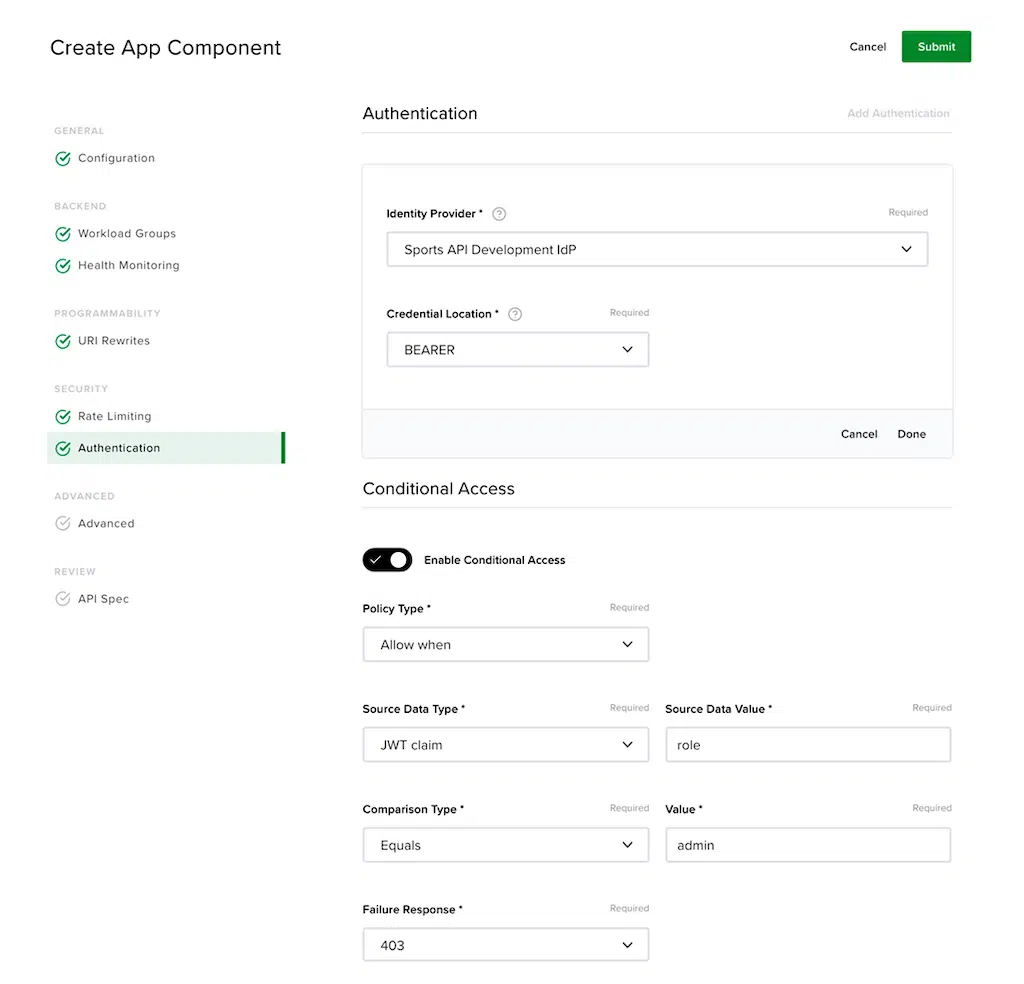 Create App Component
Cancel
Submit
GENERAL
Configuration
BACKEND
Workload Groups
Health Monitoring
PROGRAMMABILITY
URI Rewrites
SECURITY
Rate Limiting
Authentication
ADVANCED
Advanced
REVIEW
API Spec
Authentication
Add Authentication
Identity Provider * ?
Required
Sports API Development IdP
Credential Location * ?
Required
BEARER
Cancel
Done
Conditional Access
Enable Conditional Access
Policy Type *
Required
Allow when
Source Data Type *
Required
Source Data Value *
Required
JWT claim
role
Comparison Type *
Required
Value *
Required
Equals
admin
Failure Response *
Required
403